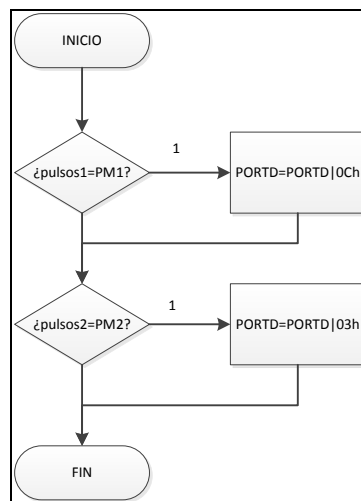 INICIO
1
¿pulsos1=PM1?
PORTD=PORTD|0Ch
1
¿pulsos2=PM2?
PORTD=PORTD|03h
FIN